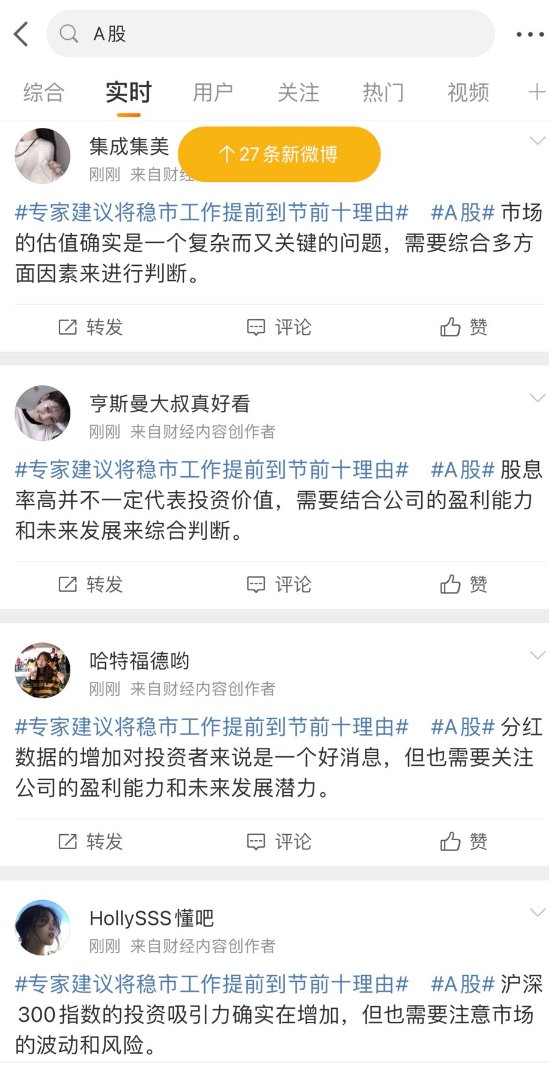 A股
综合 实时 用户 关注 热门 视频
集成集美
27条新微博
刚刚 来自财经
#专家建议将稳市工作提前到节前十理由# #A股# 市场
的估值确实是一个复杂而又关键的问题，需要综合多方
面因素来进行判断。
转发 评论 赞
亨斯曼大叔真好看
刚刚 来自财经内容创作者
#专家建议将稳市工作提前到节前十理由# #A股# 股息
率高并不一定代表投资价值，需要结合公司的盈利能力
和未来发展来综合判断。
转发 评论 赞
哈特福德哟
刚刚 来自财经内容创作者
#专家建议将稳市工作提前到节前十理由# #A股# 分红
数据的增加对投资者来说是一个好消息，但也需要关注
公司的盈利能力和未来发展潜力。
转发 评论 赞
HollySSS懂吧
刚刚 来自财经内容创作者
#专家建议将稳市工作提前到节前十理由# #A股# 沪深
300指数的投资吸引力确实在增加，但也需要注意市场
的波动和风险。